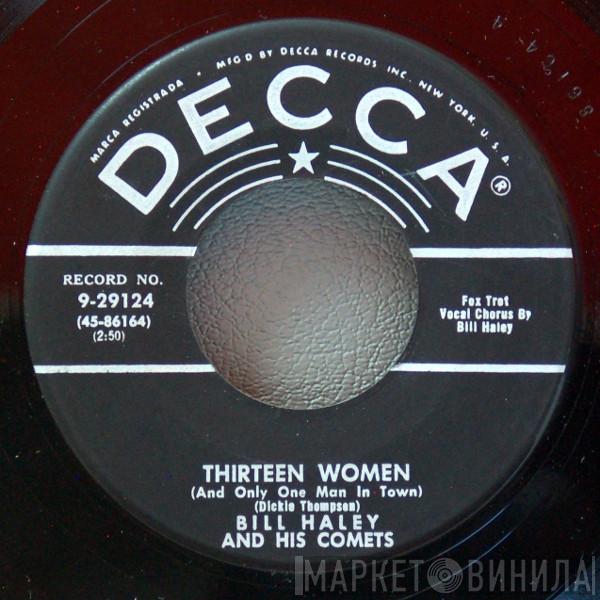 MARCA REGISTRADA • MFG'D BY DECCA RECORDS INC., NEW YORK, U. S. A.
DECCA®
RECORD NO.
9-29124
(45-86164)
(2:50)
Fox Trot
Vocal Chorus By
Bill Haley
THIRTEEN WOMEN
(And Only One Man In Town)
(Dickie Thompson)
BILL HALEY
AND HIS COMETS
МАРКЕТ ВИНИЛА